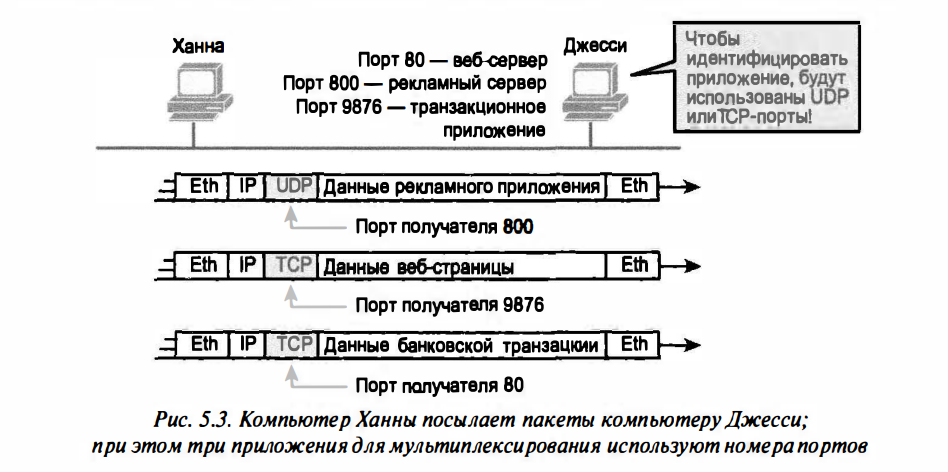 Ханна
Джесси
Порт 80 — веб-сервер
Порт 800 — рекламный сервер
Порт 9876 — транзакционное
приложение
Чтобы
идентифицировать
приложение, будут
использованы UDP
или TCP-порты!
Eth IP UDP Данные рекламного приложения Eth
Порт получателя 800
Eth IP TCP Данные веб-страницы Eth
Порт получателя 9876
Eth IP TCP Данные банковской транзацкии Eth
Порт получателя 80
Рис. 5.3. Компьютер Ханны посылает пакеты компьютеру Джесси;
при этом три приложения для мультиплексирования используют номера портов